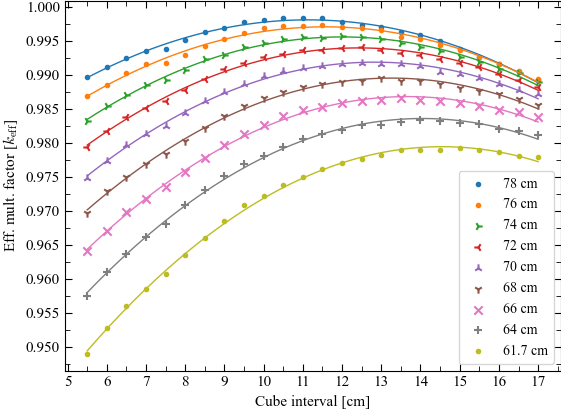 1.000
0.995
0.990
0.985
0.980
0.975
0.970
0.965
0.960
0.955
0.950
Eff. mult. factor [keff]
5 6 7 8 9 10 11 12 13 14 15 16 17
Cube interval [cm]
78 cm
76 cm
74 cm
72 cm
70 cm
68 cm
66 cm
64 cm
61.7 cm